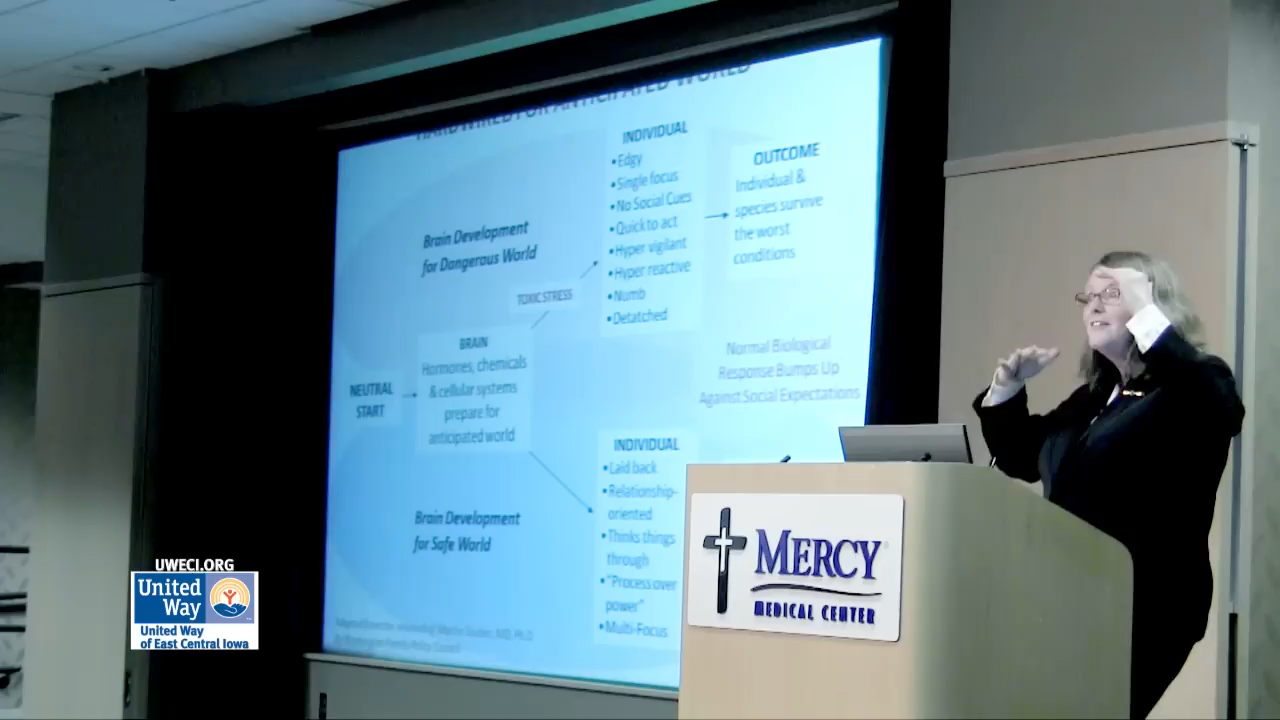 HARDWIRED FOR ANTICIPATED WORLD
INDIVIDUAL
• Edgy
• Single focus
• No Social Cues
• Quick to act
• Hyper vigilant
• Hyper reactive
• Numb
• Detatched
OUTCOME
Individual &
species survive
the worst
conditions
Brain Development
for Dangerous World
TOXIC STRESS
BRAIN
Hormones, chemicals
& cellular systems
prepare for
anticipated world
NEUTRAL
START
Normal Biological
Response Bumps Up
Against Social Expectations
INDIVIDUAL
• Laid back
• Relationship-
oriented
• Thinks things
through
• "Process over
power"
• Multi-Focus
Brain Development
for Safe World
MERCY
MEDICAL CENTER
UWECI.ORG
United
Way
United Way
of East Central Iowa